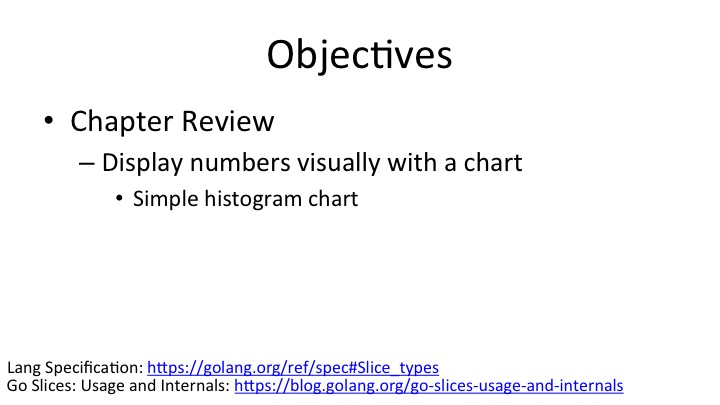 Objectives
• Chapter Review
– Display numbers visually with a chart
• Simple histogram chart
Lang Specification: https://golang.org/ref/spec#Slice_types
Go Slices: Usage and Internals: https://blog.golang.org/go-slices-usage-and-internals